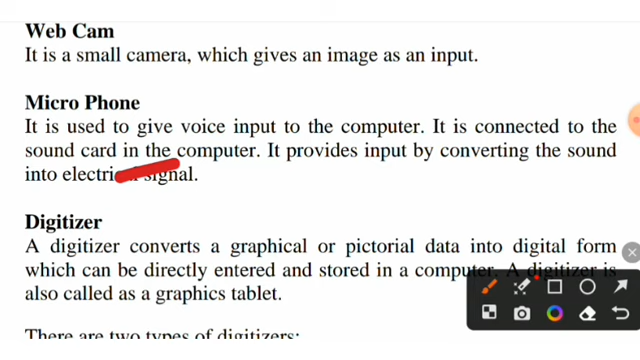 Web Cam
It is a small camera, which gives an image as an input.
Micro Phone
It is used to give voice input to the computer. It is connected to the
sound card in the computer. It provides input by converting the sound
into electrical signal.
Digitizer
A digitizer converts a graphical or pictorial data into digital form
which can be directly entered and stored in a computer. A digitizer is
also called as a graphics tablet.
There are two types of digitizers: